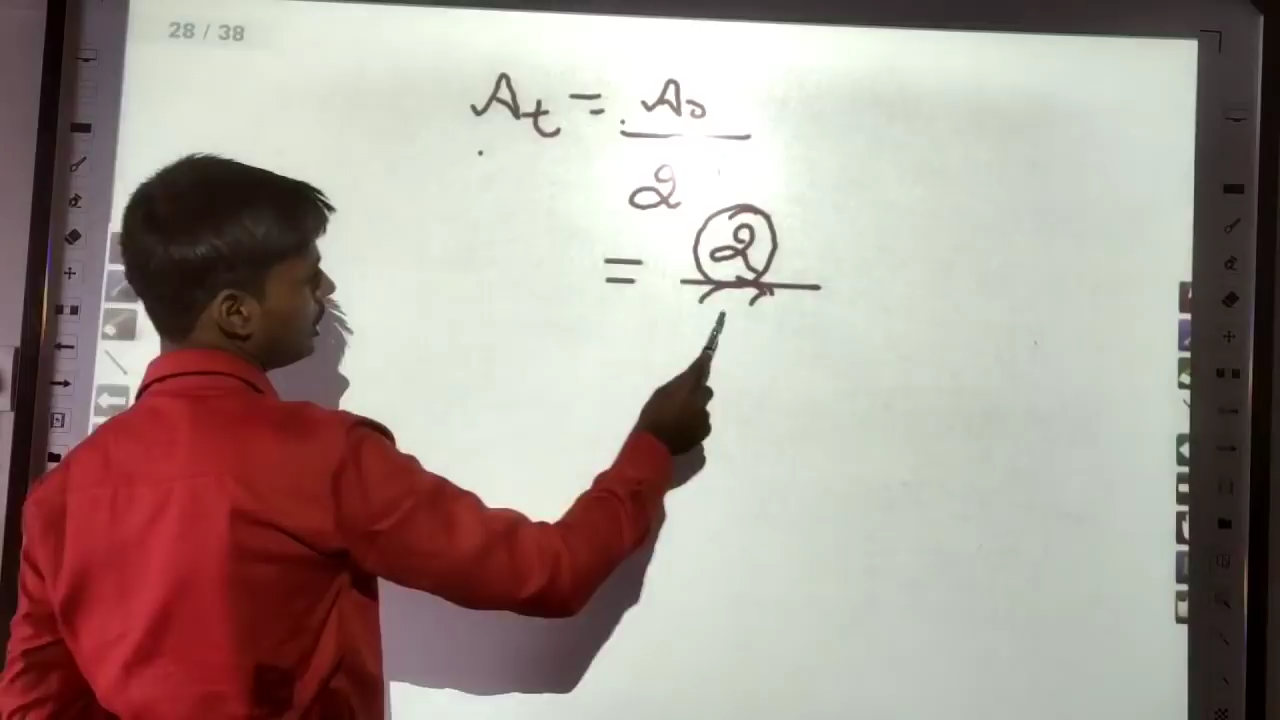 28 / 38
At = A0
2
= 2